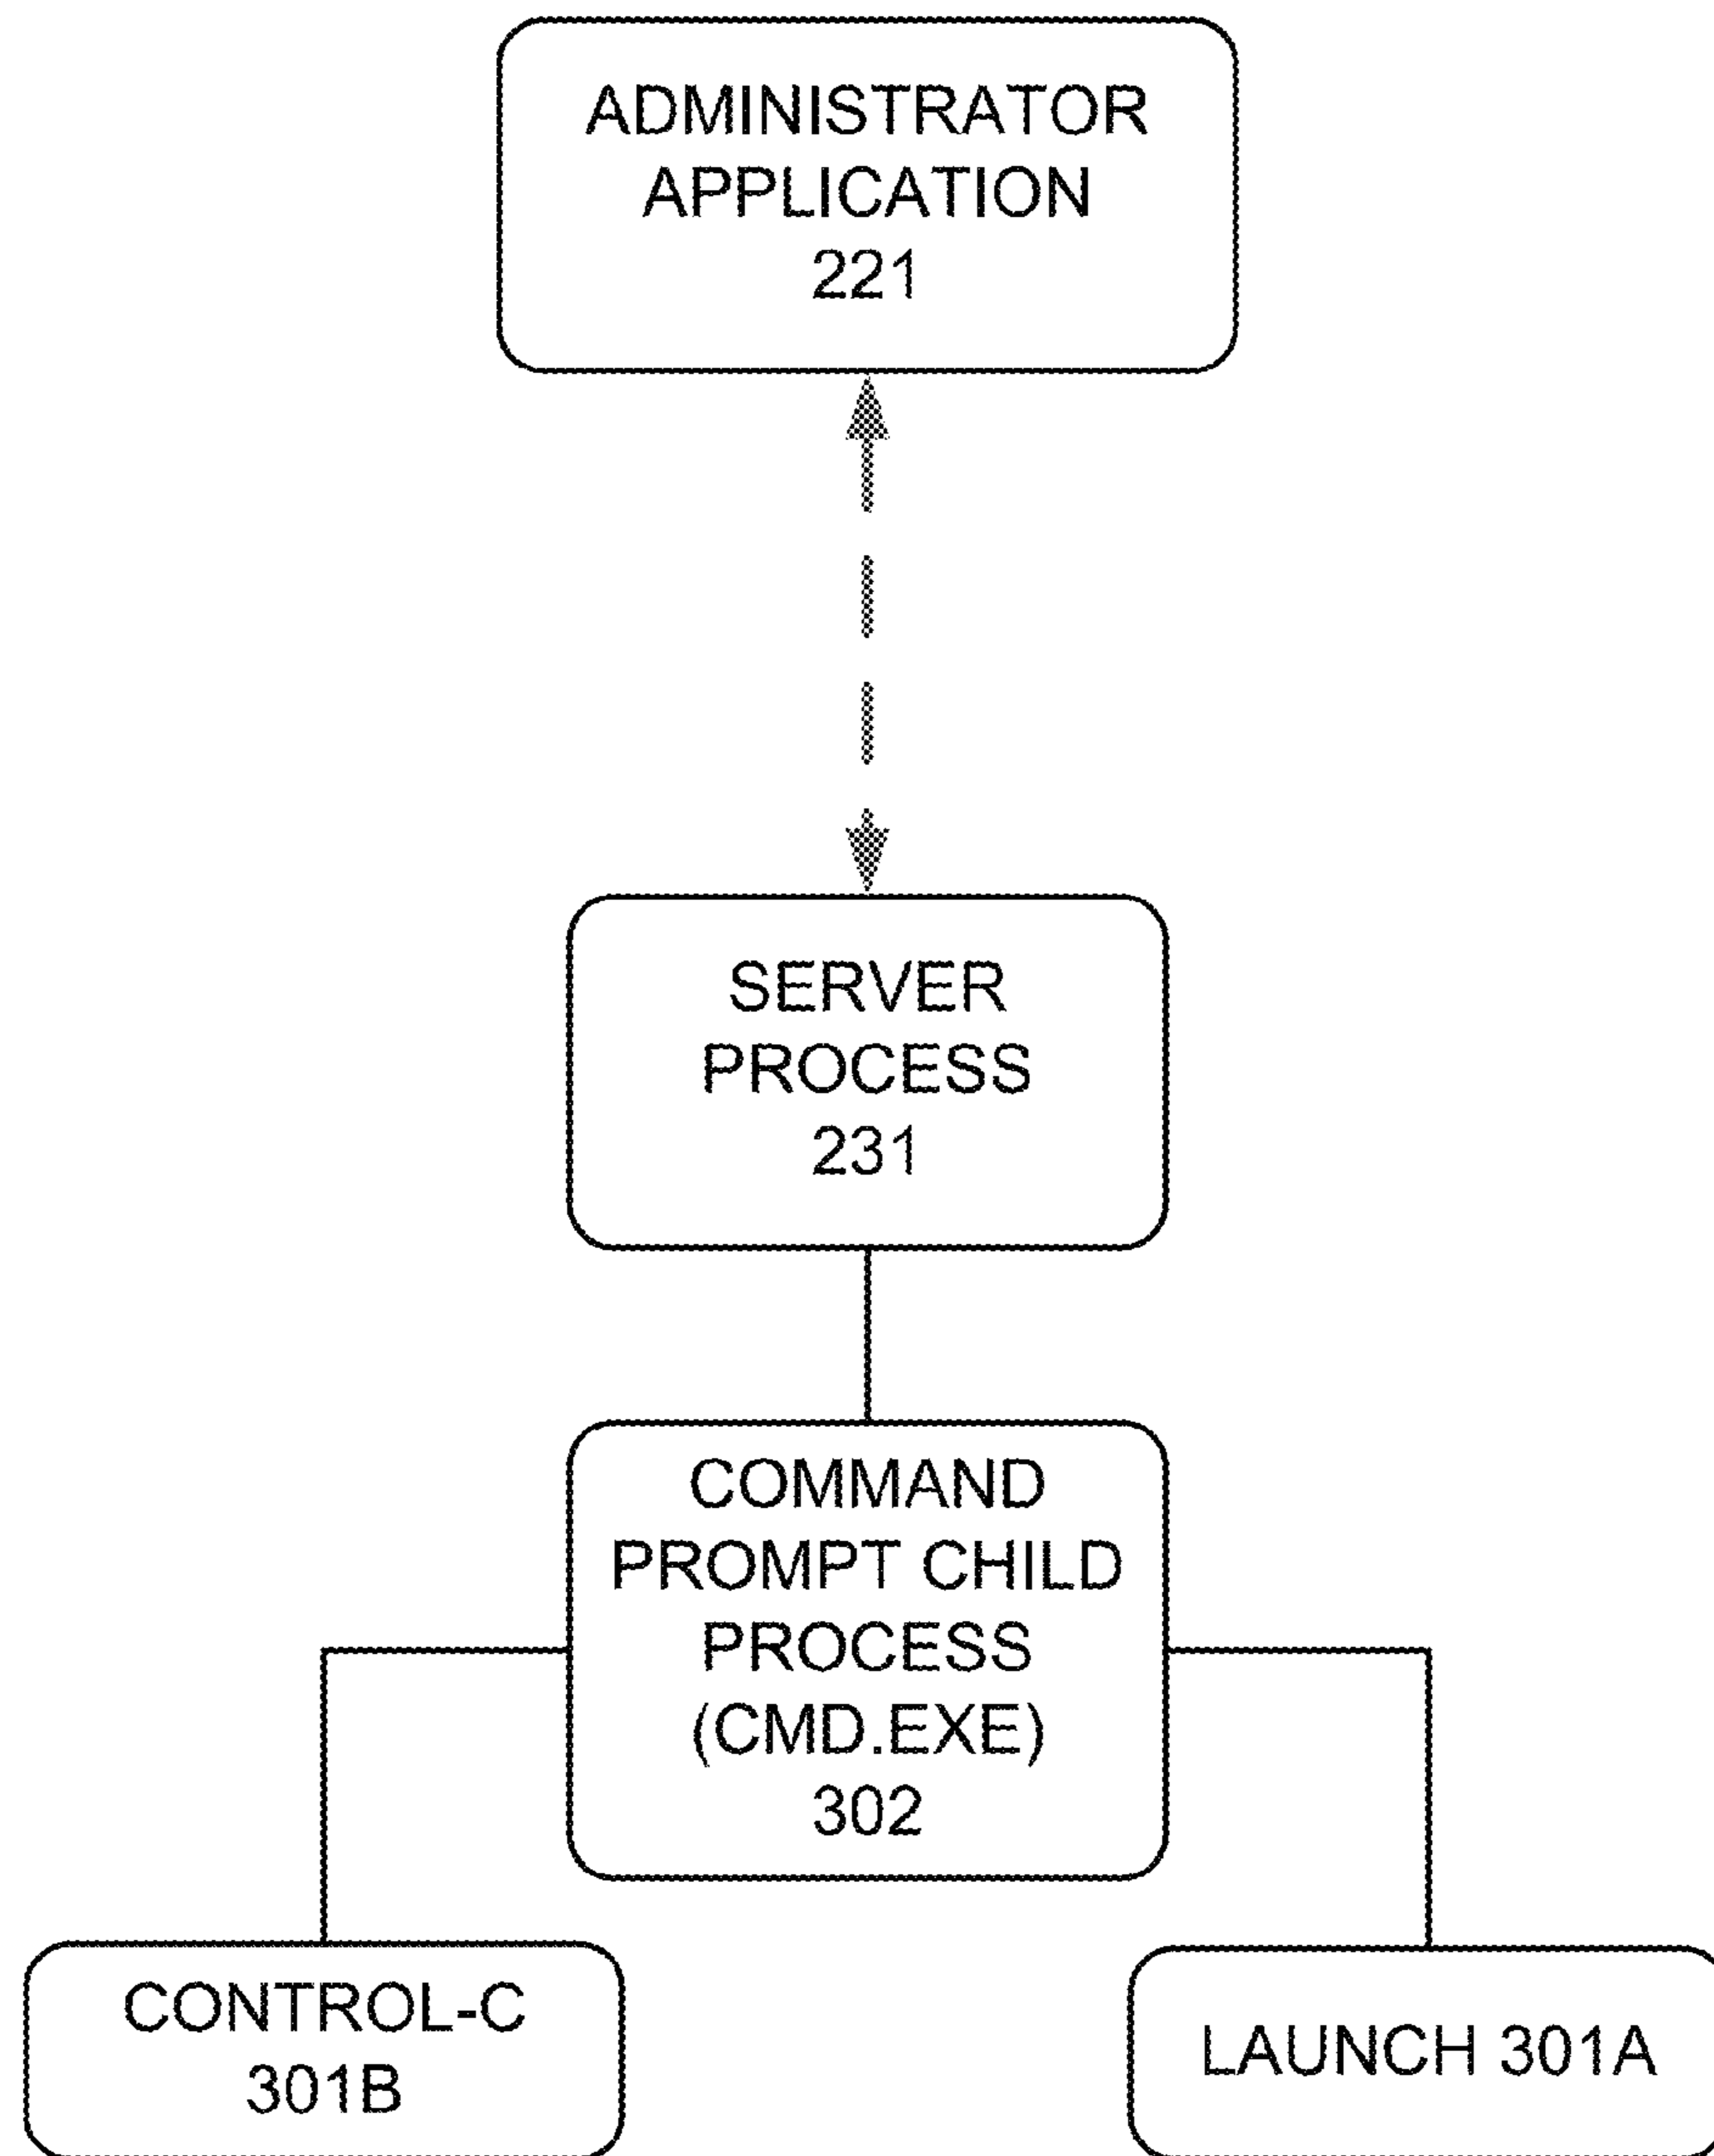 ADMINISTRATOR
APPLICATION
221
SERVER
PROCESS
231
COMMAND
PROMPT CHILD
PROCESS
(CMD.EXE)
302
CONTROL-C
301B
LAUNCH 301A